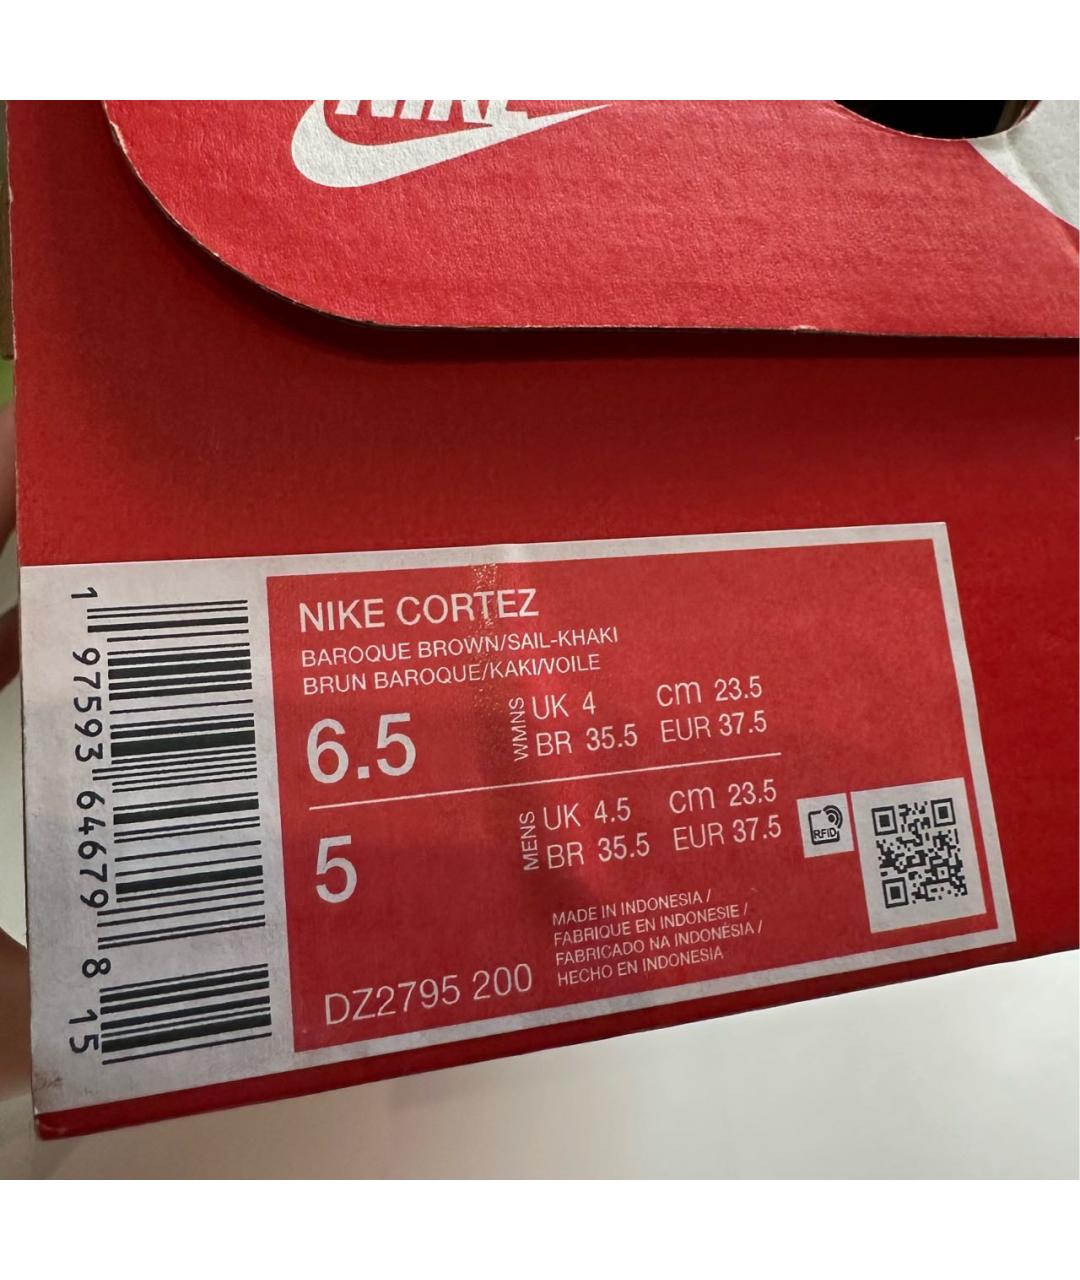 NIKE
NIKE CORTEZ
BAROQUE BROWN/SAIL-KHAKI
BRUN BAROQUE/KAKI/VOILE
6.5 WMNS UK 4 cm 23.5
BR 35.5 EUR 37.5
5 MENS UK 4.5 cm 23.5
BR 35.5 EUR 37.5
RFID
MADE IN INDONESIA /
FABRIQUE EN INDONESIE /
FABRICADO NA INDONÉSIA /
HECHO EN INDONESIA
DZ2795 200
1 97593 64679 8 15